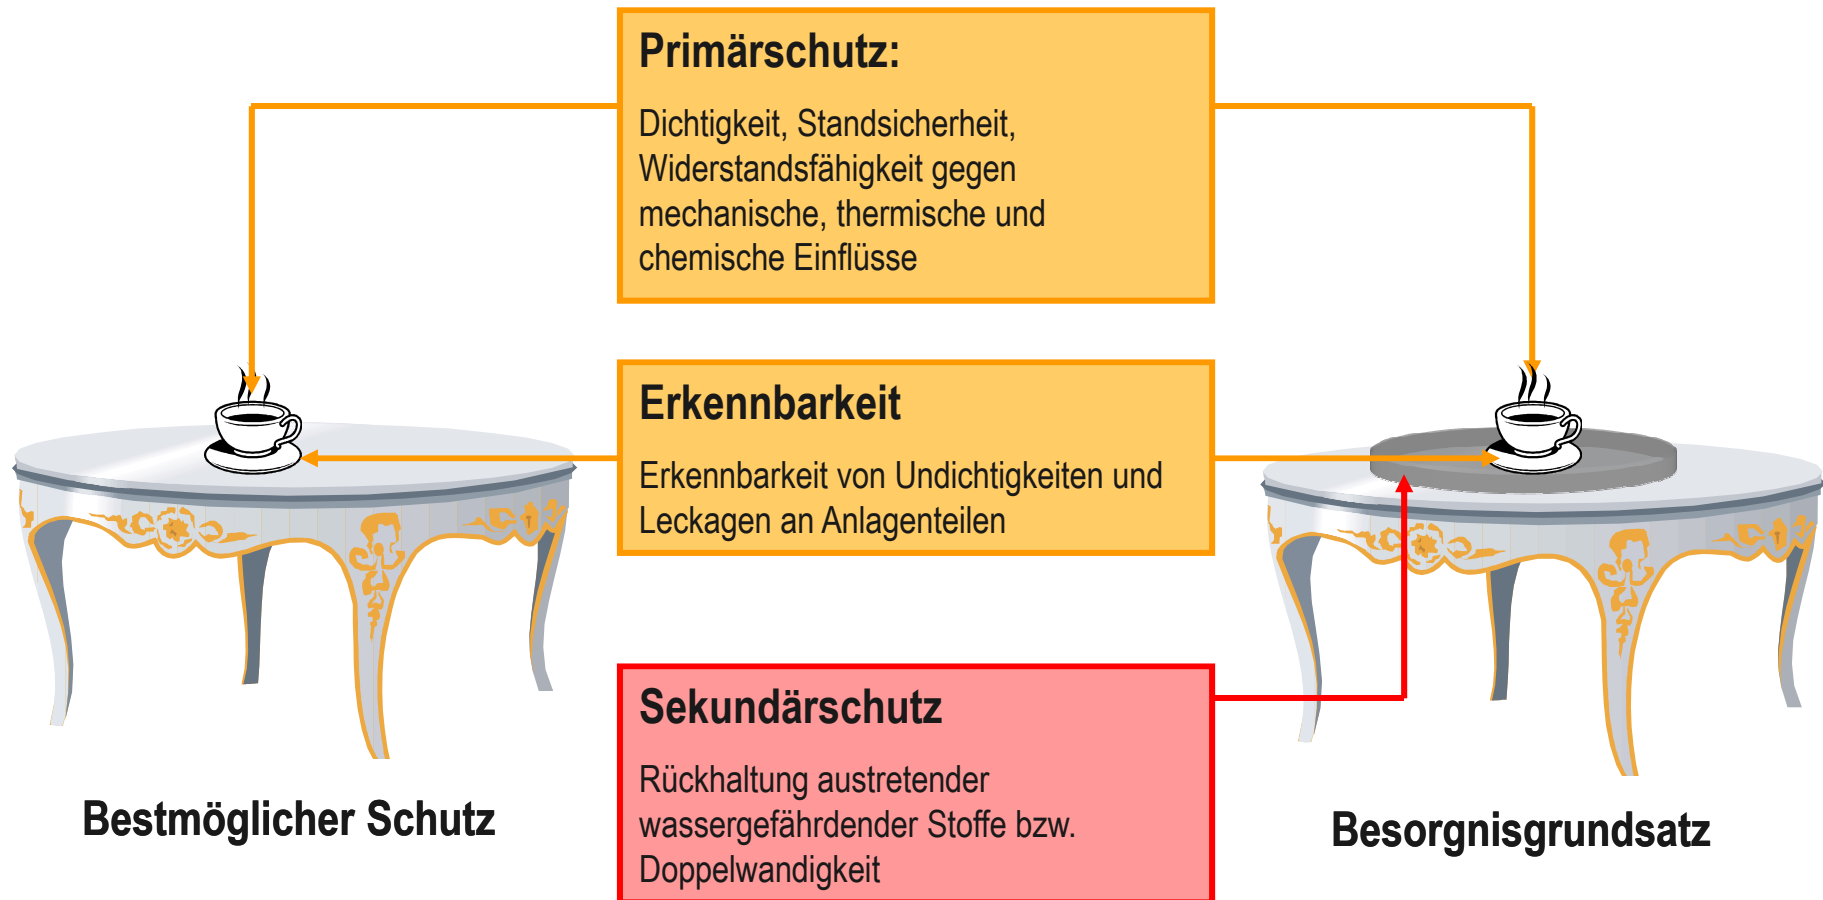 Primärschutz:
Dichtigkeit, Standsicherheit,
Widerstandsfähigkeit gegen
mechanische, thermische und
chemische Einflüsse
Erkennbarkeit
Erkennbarkeit von Undichtigkeiten und
Leckagen an Anlagenteilen
Sekundärschutz
Rückhaltung austretender
wassergefährdender Stoffe bzw.
Doppelwandigkeit
Bestmöglicher Schutz
Besorgnisgrundsatz